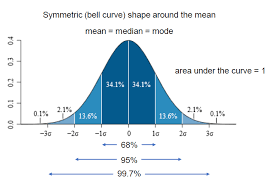 Symmetric (bell curve) shape around the mean
mean = median = mode
area under the curve = 1
0.4
0.3
0.2
0.1
0.0
34.1% 34.1%
0.1% 2.1% 13.6% 13.6% 2.1% 0.1%
−3σ −2σ −1σ 0 1σ 2σ 3σ
68%
95%
99.7%